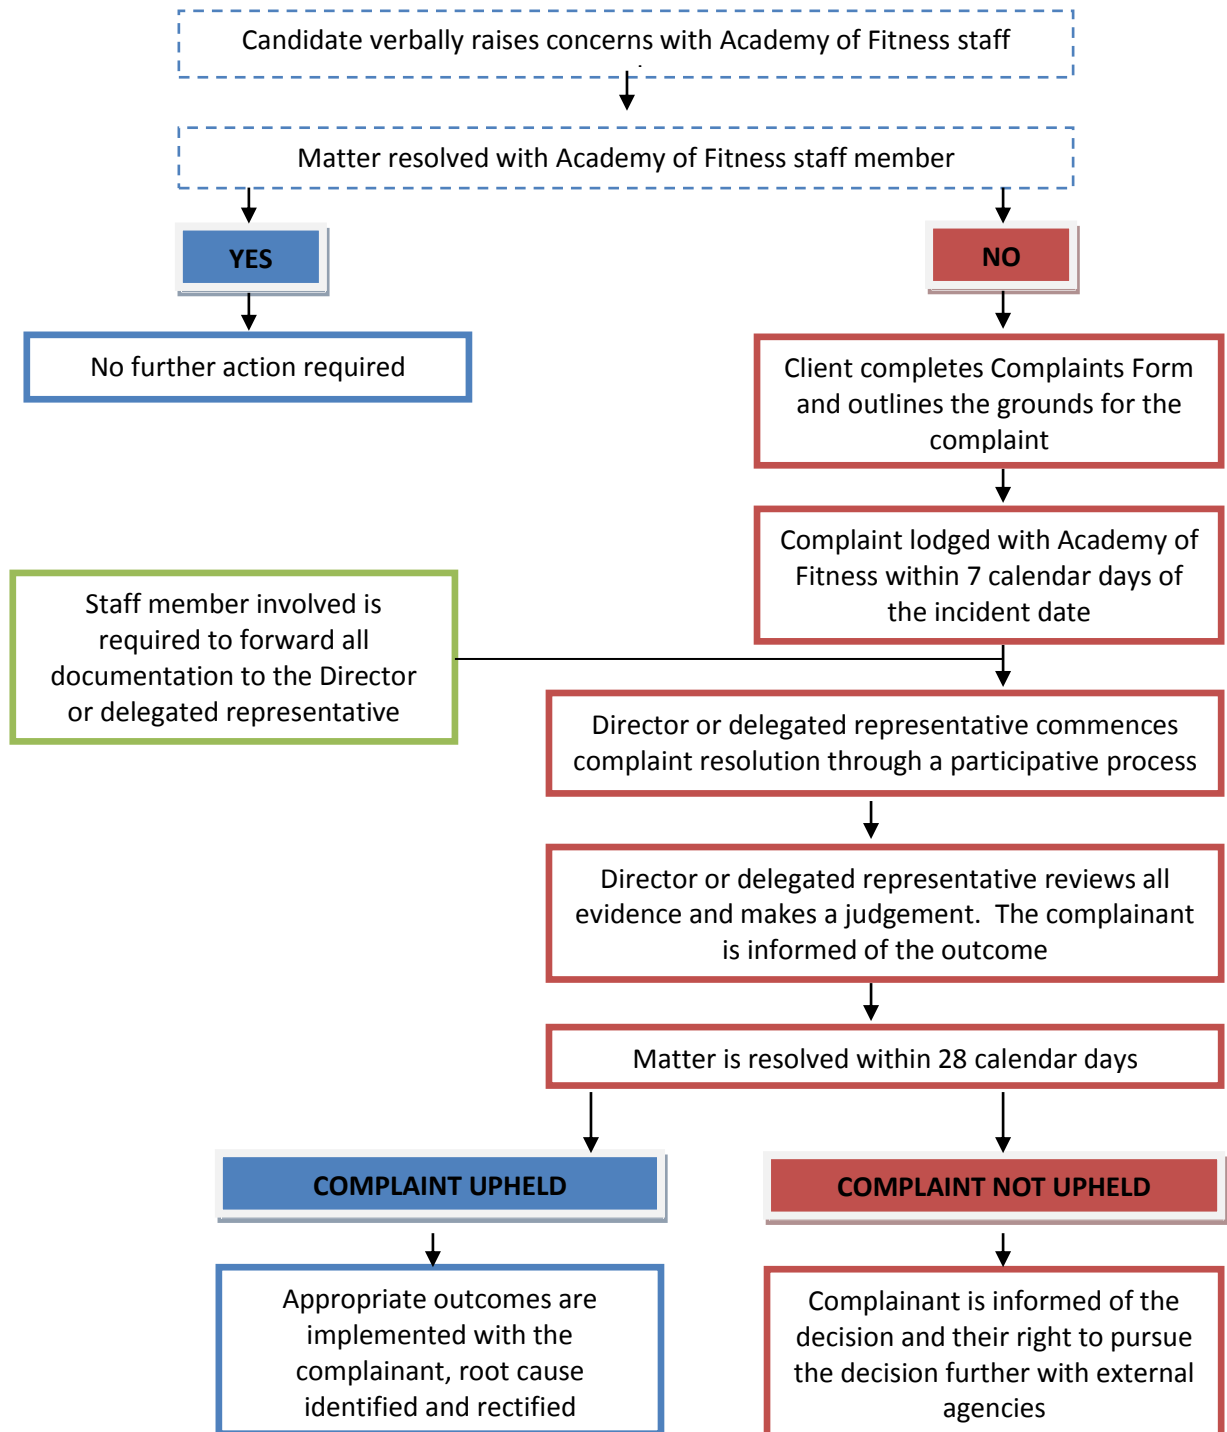 Candidate verbally raises concerns with Academy of Fitness staff
.
Matter resolved with Academy of Fitness staff member
YES
NO
No further action required
Client completes Complaints Form
and outlines the grounds for the
complaint
Complaint lodged with Academy of
Fitness within 7 calendar days of
the incident date
Staff member involved is
required to forward all
documentation to the Director
or delegated representative
Director or delegated representative commences
complaint resolution through a participative process
Director or delegated representative reviews all
evidence and makes a judgement.  The complainant
is informed of the outcome
Matter is resolved within 28 calendar days
COMPLAINT UPHELD
COMPLAINT NOT UPHELD
Appropriate outcomes are
implemented with the
complainant, root cause
identified and rectified
Complainant is informed of the
decision and their right to pursue
the decision further with external
agencies